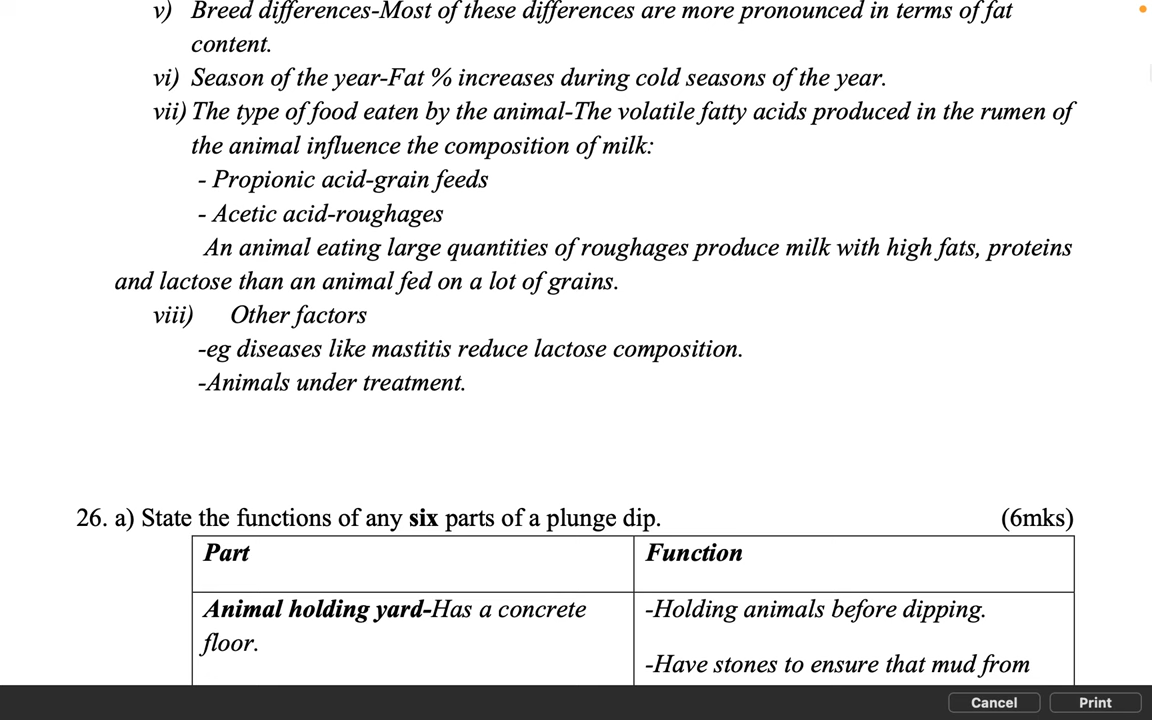 v) Breed differences-Most of these differences are more pronounced in terms of fat
content.
vi) Season of the year-Fat % increases during cold seasons of the year.
vii) The type of food eaten by the animal-The volatile fatty acids produced in the rumen of
the animal influence the composition of milk:
- Propionic acid-grain feeds
- Acetic acid-roughages
An animal eating large quantities of roughages produce milk with high fats, proteins
and lactose than an animal fed on a lot of grains.
viii) Other factors
-eg diseases like mastitis reduce lactose composition.
-Animals under treatment.
26. a) State the functions of any six parts of a plunge dip. (6mks)
Part Function
Animal holding yard-Has a concrete -Holding animals before dipping.
floor.
-Have stones to ensure that mud from
Cancel Print